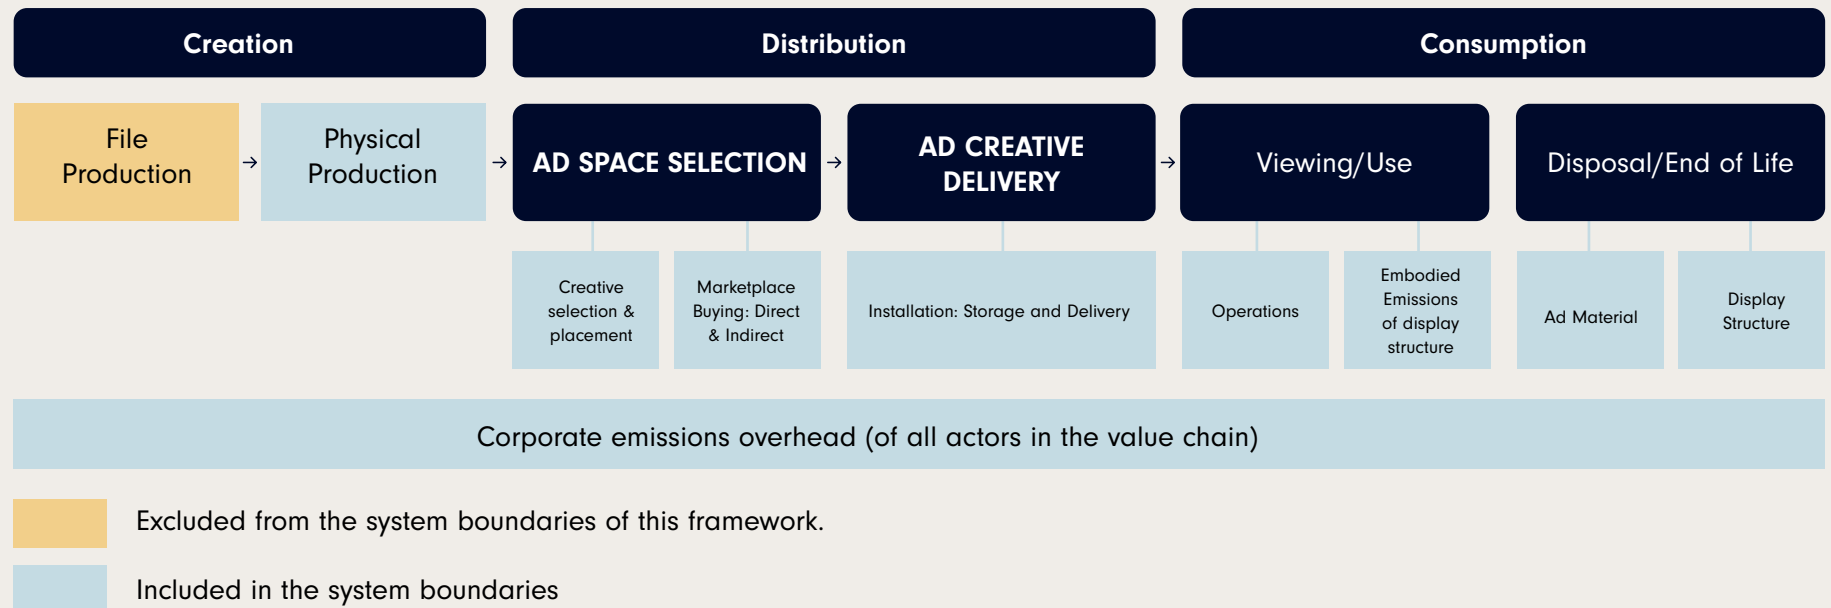 Creation
Distribution
Consumption
File
Production
Physical
Production
AD SPACE SELECTION
AD CREATIVE
DELIVERY
Viewing/Use
Disposal/End of Life
Creative
selection &
placement
Marketplace
Buying: Direct
& Indirect
Installation: Storage and Delivery
Operations
Embodied
Emissions
of display
structure
Ad Material
Display
Structure
Corporate emissions overhead (of all actors in the value chain)
Excluded from the system boundaries of this framework.
Included in the system boundaries